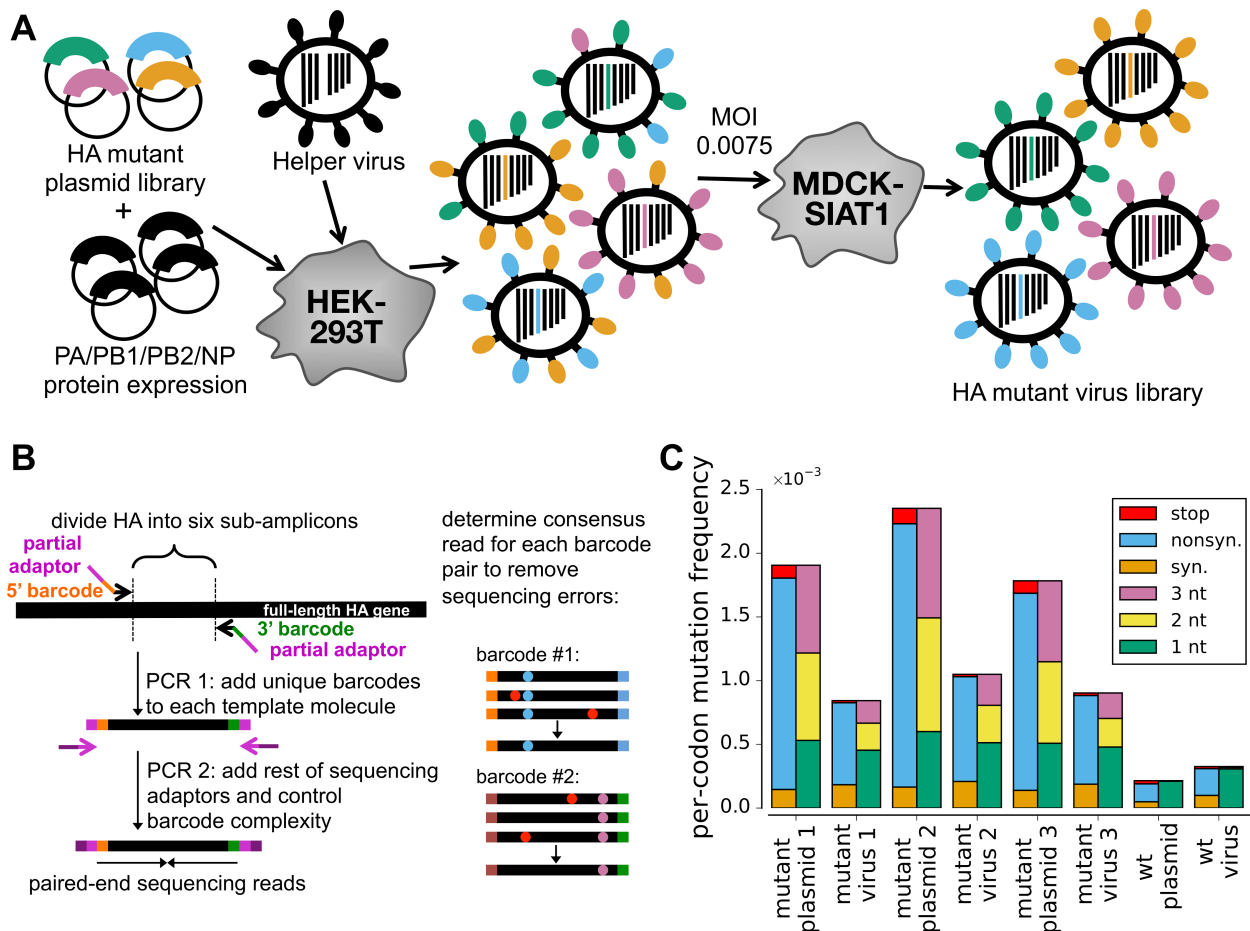 A
HA mutant
plasmid library
+
PA/PB1/PB2/NP
protein expression
Helper virus
HEK-
293T
MOI
0.0075
MDCK-
SIAT1
HA mutant virus library
B
divide HA into six sub-amplicons
partial
adaptor
5’ barcode
full-length HA gene
3’ barcode
partial adaptor
PCR 1: add unique barcodes
to each template molecule
PCR 2: add rest of sequencing
adaptors and control
barcode complexity
paired-end sequencing reads
determine consensus
read for each barcode
pair to remove
sequencing errors:
barcode #1:
barcode #2:
C
per-codon mutation frequency
×10⁻³
2.5
2.0
1.5
1.0
0.5
0.0
stop
nonsyn.
syn.
3 nt
2 nt
1 nt
mutant
plasmid 1
mutant
virus 1
mutant
plasmid 2
mutant
virus 2
mutant
plasmid 3
mutant
virus 3
wt
plasmid
wt
virus